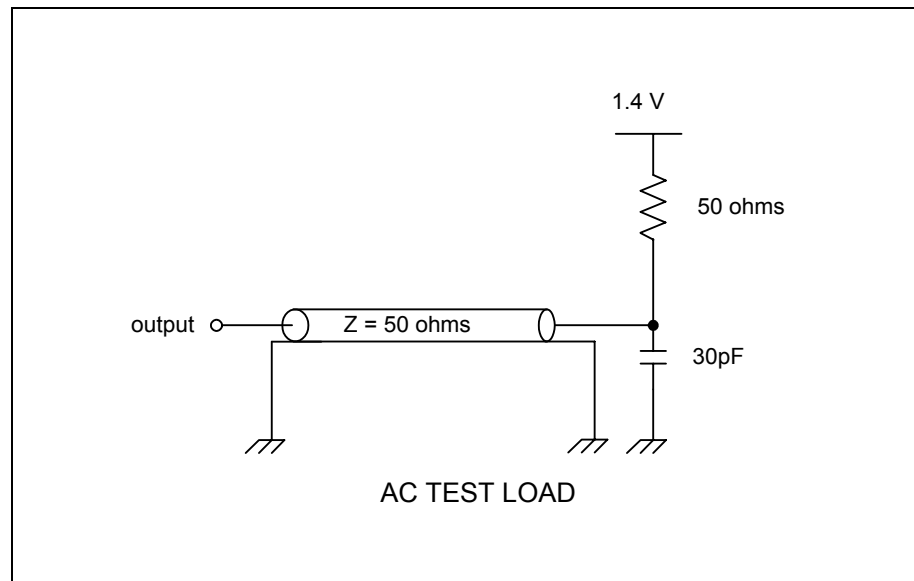 1.4 V
50 ohms
output
Z = 50 ohms
30pF
AC TEST LOAD